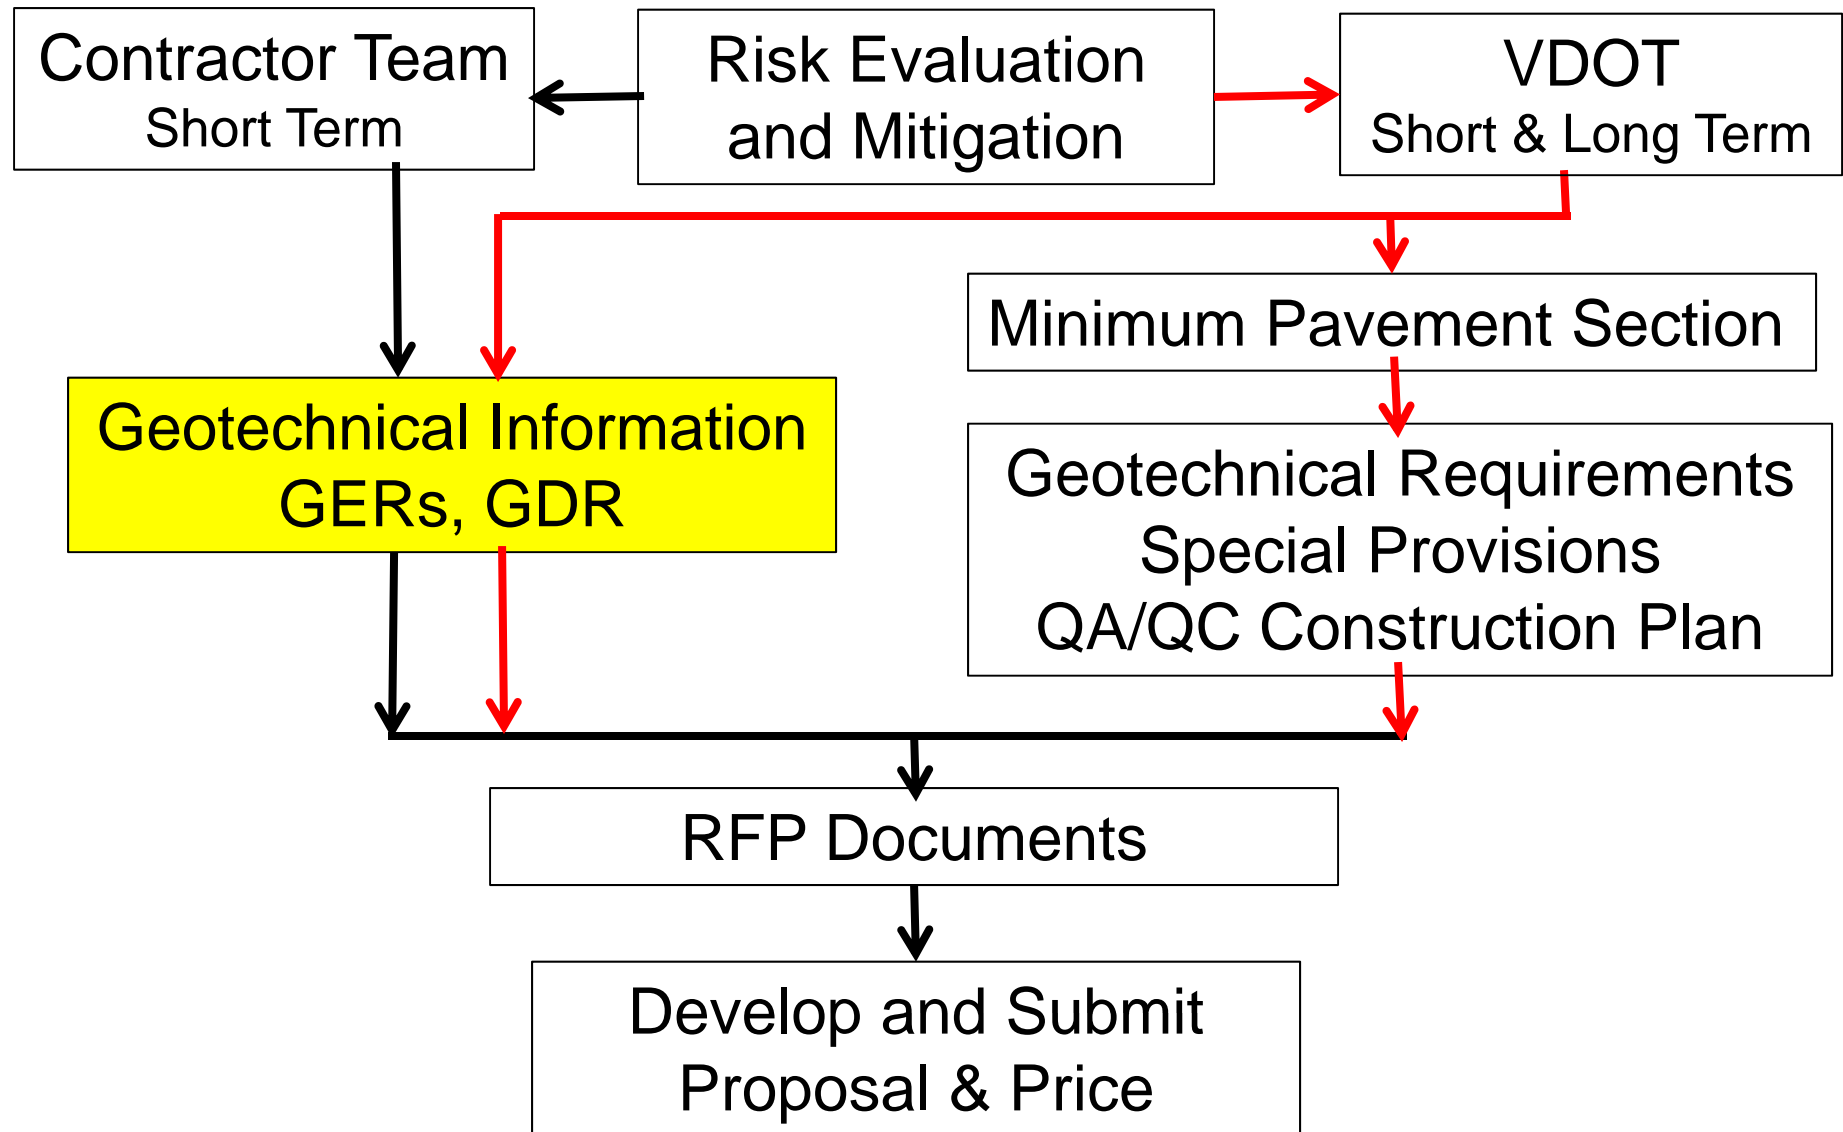 Contractor Team
Short Term
Risk Evaluation
and Mitigation
VDOT
Short & Long Term
Minimum Pavement Section
Geotechnical Information
GERs, GDR
Geotechnical Requirements
Special Provisions
QA/QC Construction Plan
RFP Documents
Develop and Submit
Proposal & Price